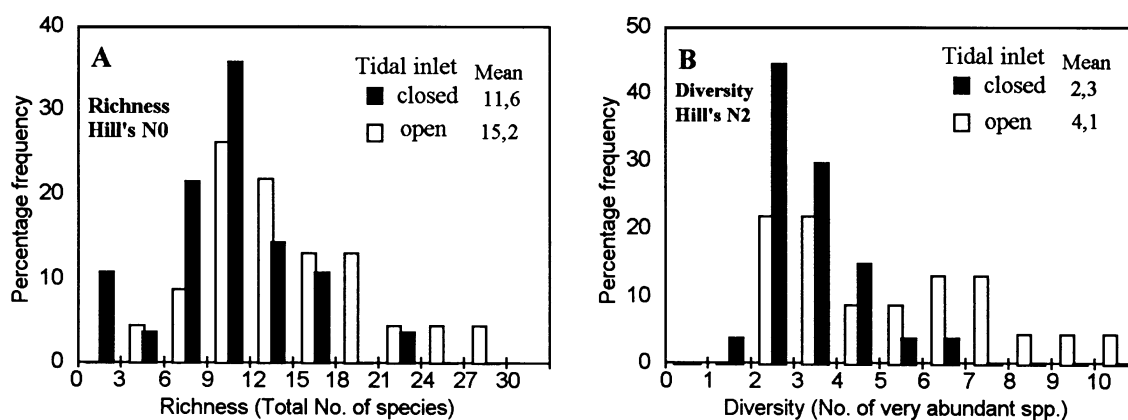 A
Richness
Hill's N0
Tidal inlet Mean
closed 11,6
open 15,2
Percentage frequency
40
30
20
10
0
0 3 6 9 12 15 18 21 24 27 30
Richness (Total No. of species)
B
Diversity
Hill's N2
Tidal inlet Mean
closed 2,3
open 4,1
Percentage frequency
50
40
30
20
10
0
0 1 2 3 4 5 6 7 8 9 10
Diversity (No. of very abundant spp.)